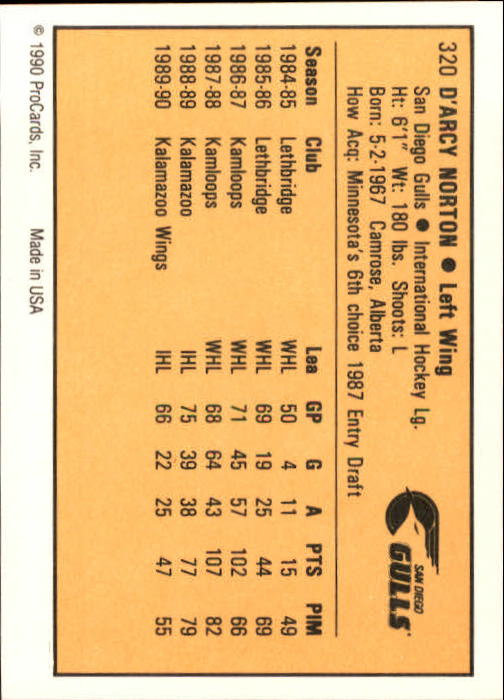 320 D'ARCY NORTON ● Left Wing
San Diego Gulls ● International Hockey Lg.
Ht: 6'1" Wt: 180 lbs. Shoots: L
Born: 5-2-1967 Camrose, Alberta
How Acq: Minnesota's 6th choice 1987 Entry Draft
SAN DIEGO
GULLS
Season Club Lea GP G A PTS PIM
1984-85 Lethbridge WHL 50 4 11 15 49
1985-86 Lethbridge WHL 69 19 25 44 69
1986-87 Kamloops WHL 71 45 57 102 66
1987-88 Kamloops WHL 68 64 43 107 82
1988-89 Kalamazoo IHL 75 39 38 77 79
1989-90 Kalamazoo Wings IHL 66 22 25 47 55
© 1990 ProCards, Inc. Made in USA